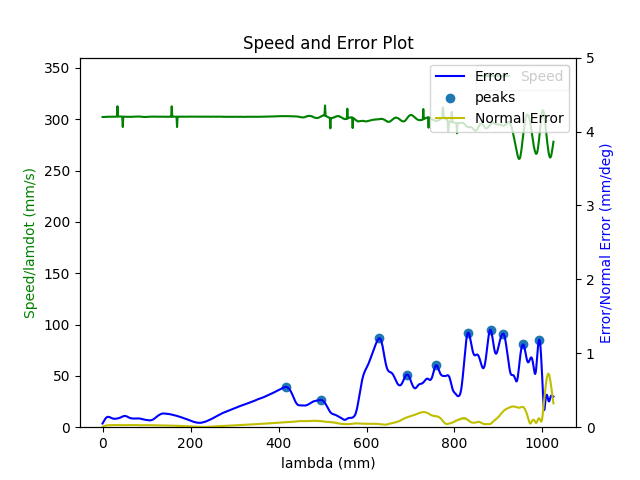 Speed and Error Plot
350
300
250
200
150
100
50
0
Speed/lamdot (mm/s)
5
4
3
2
1
0
Error/Normal Error (mm/deg)
Error
Speed
peaks
Normal Error
0
200
400
600
800
1000
lambda (mm)